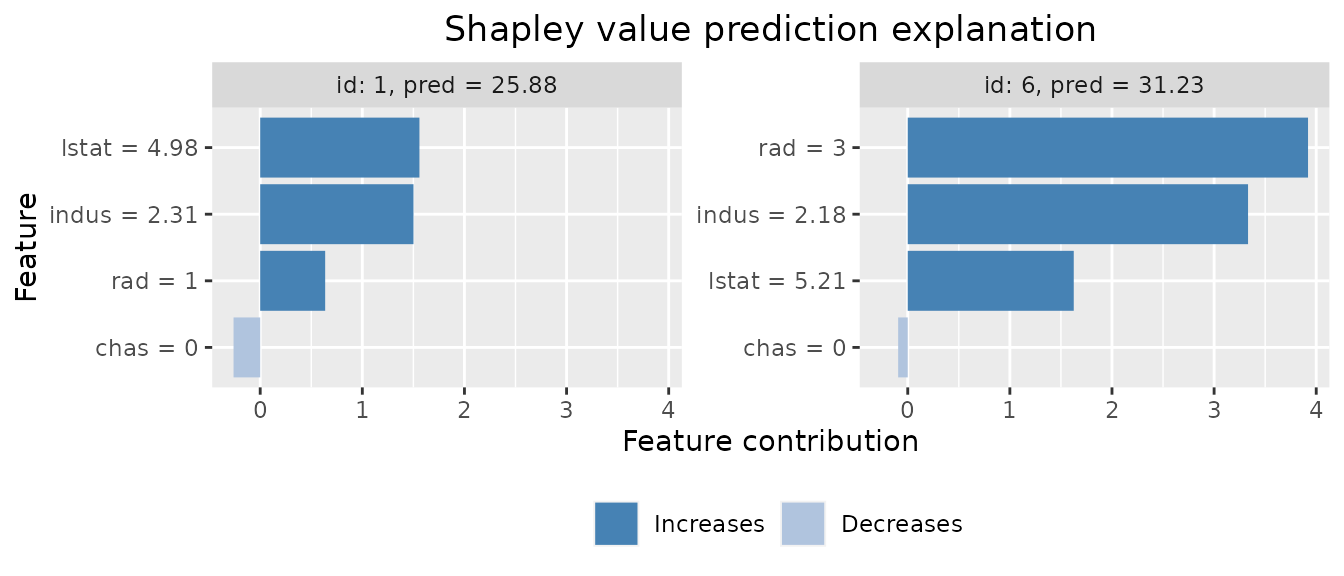 Shapley value prediction explanation
id: 1, pred = 25.88
lstat = 4.98
indus = 2.31
rad = 1
chas = 0
0 1 2 3 4
id: 6, pred = 31.23
rad = 3
indus = 2.18
lstat = 5.21
chas = 0
0 1 2 3 4
Feature
Feature contribution
Increases
Decreases